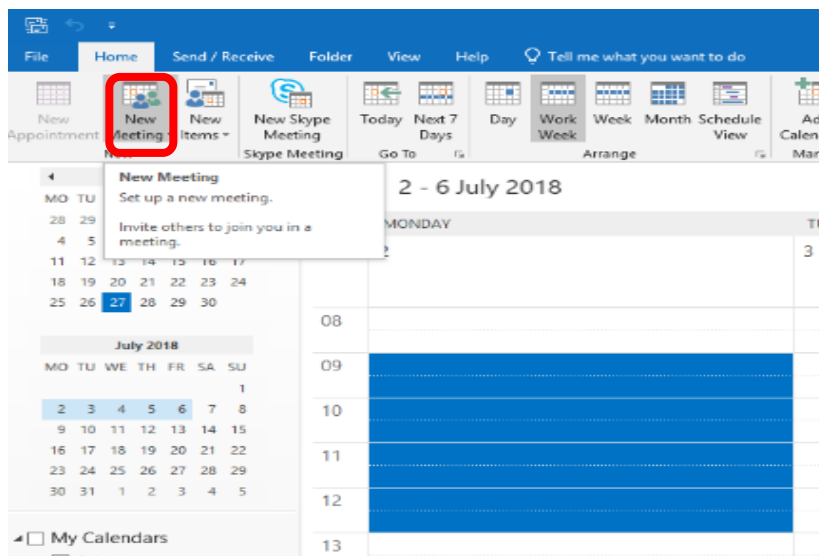 File Home Send / Receive Folder View Help Tell me what you want to do
New Appointment
New Meeting
New Items
New Skype Meeting
Today
Next 7 Days
Day
Work Week
Week
Month
Schedule View
Skype Meeting
Go To
Arrange
New Meeting
Set up a new meeting.
Invite others to join you in a
meeting.
2 - 6 July 2018
MONDAY
3
MO TU
28 29
4 5
11 12 13 14 15 16 17
18 19 20 21 22 23 24
25 26 27 28 29 30
July 2018
MO TU WE TH FR SA SU
1
2 3 4 5 6 7 8
9 10 11 12 13 14 15
16 17 18 19 20 21 22
23 24 25 26 27 28 29
30 31 1 2 3 4 5
My Calendars
08
09
10
11
12
13